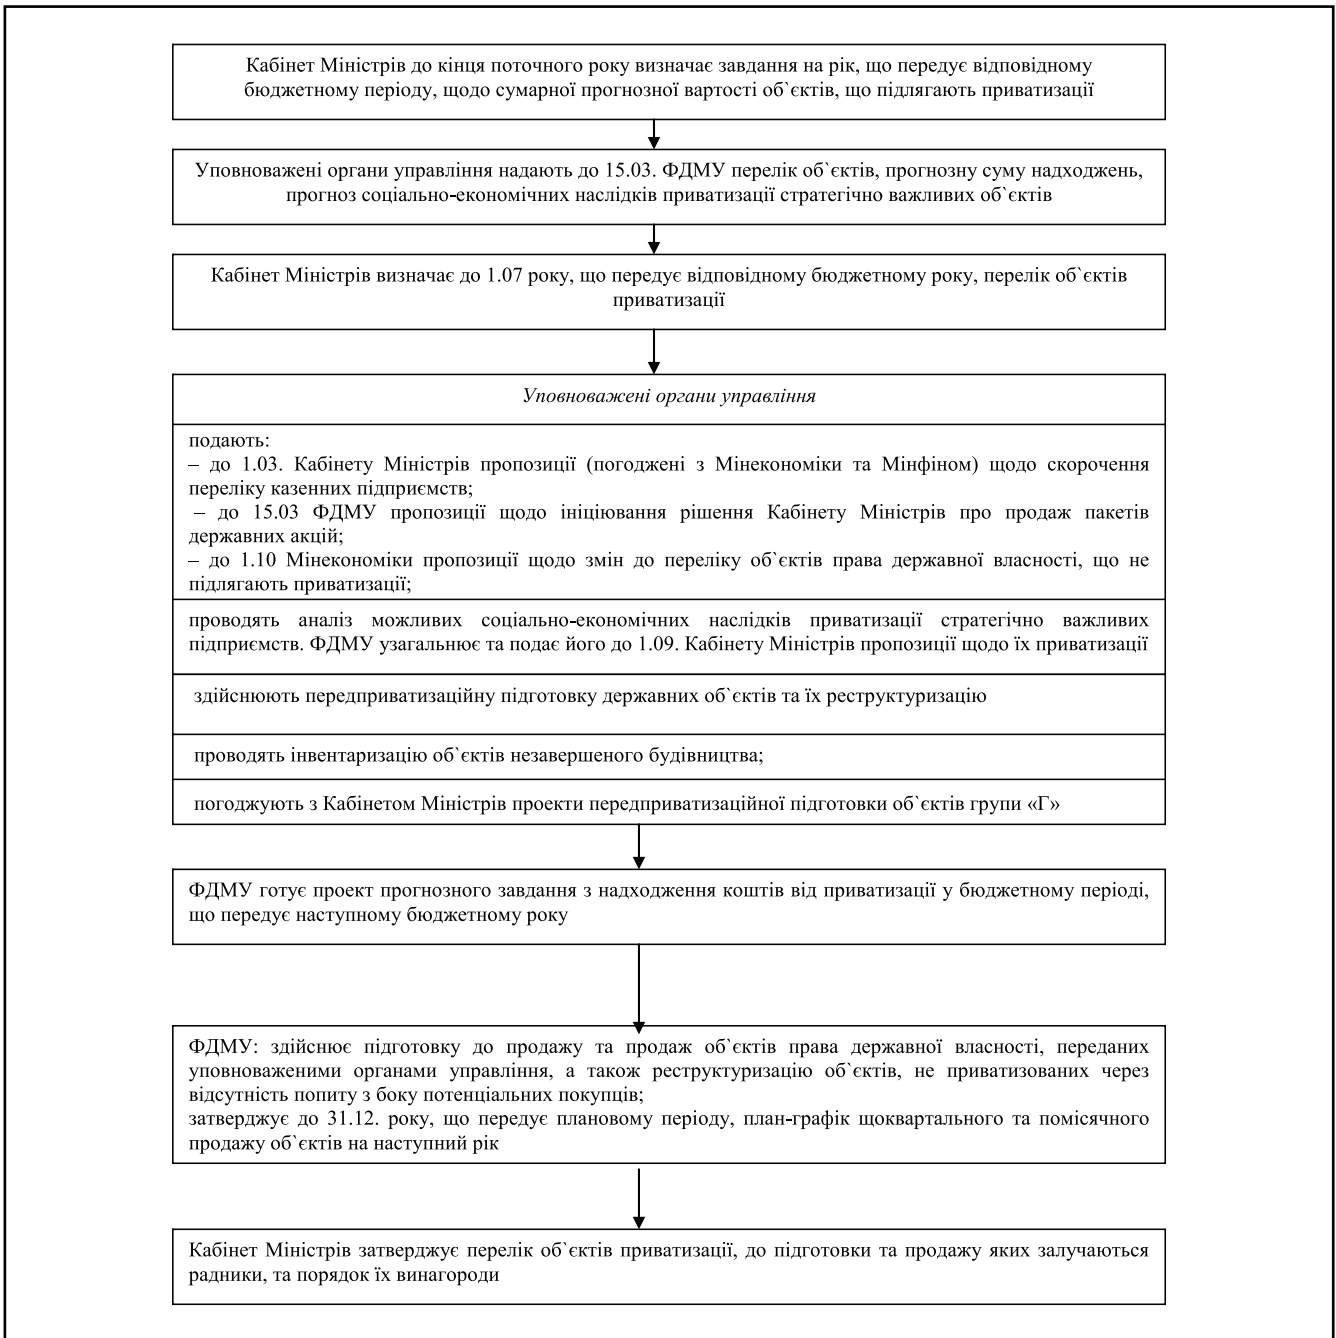 Кабінет Міністрів до кінця поточного року визначає завдання на рік, що передує відповідному
бюджетному періоду, щодо сумарної прогнозної вартості об`єктів, що підлягають приватизації
Уповноважені органи управління надають до 15.03. ФДМУ перелік об`єктів, прогнозну суму надходжень,
прогноз соціально-економічних наслідків приватизації стратегічно важливих об`єктів
Кабінет Міністрів визначає до 1.07 року, що передує відповідному бюджетному року, перелік об`єктів
приватизації
Уповноважені органи управління
подають:
– до 1.03. Кабінету Міністрів пропозиції (погоджені з Мінекономіки та Мінфіном) щодо скорочення
переліку казенних підприємств;
– до 15.03 ФДМУ пропозиції щодо ініціювання рішення Кабінету Міністрів про продаж пакетів
державних акцій;
– до 1.10 Мінекономіки пропозиції щодо змін до переліку об`єктів права державної власності, що не
підлягають приватизації;
проводять аналіз можливих соціально-економічних наслідків приватизації стратегічно важливих
підприємств. ФДМУ узагальнює та подає його до 1.09. Кабінету Міністрів пропозиції щодо їх приватизації
здійснюють передприватизаційну підготовку державних об`єктів та їх реструктуризацію
проводять інвентаризацію об`єктів незавершеного будівництва;
погоджують з Кабінетом Міністрів проекти передприватизаційної підготовки об`єктів групи «Г»
ФДМУ готує проект прогнозного завдання з надходження коштів від приватизації у бюджетному періоді,
що передує наступному бюджетному року
ФДМУ: здійснює підготовку до продажу та продаж об`єктів права державної власності, переданих
уповноваженими органами управління, а також реструктуризацію об`єктів, не приватизованих через
відсутність попиту з боку потенціальних покупців;
затверджує до 31.12. року, що передує плановому періоду, план-графік щоквартального та помісячного
продажу об`єктів на наступний рік
Кабінет Міністрів затверджує перелік об`єктів приватизації, до підготовки та продажу яких залучаються
радники, та порядок їх винагороди